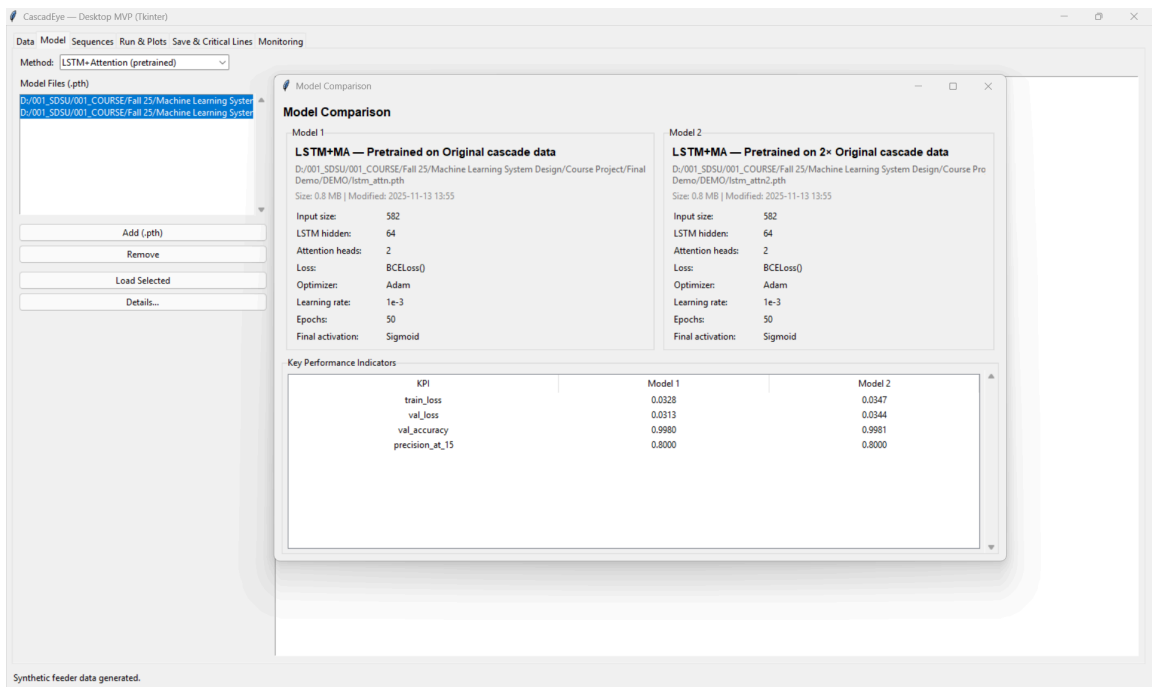 CascadEye — Desktop MVP (Tkinter)
Data Model Sequences Run & Plots Save & Critical Lines Monitoring
Method: LSTM+Attention (pretrained)
Model Files (.pth)
D:/001_SDSU/001_COURSE/Fall 25/Machine Learning System
D:/001_SDSU/001_COURSE/Fall 25/Machine Learning System
Add (.pth)
Remove
Load Selected
Details...
Model Comparison
Model Comparison
Model 1
LSTM+MA — Pretrained on Original cascade data
D:/001_SDSU/001_COURSE/Fall 25/Machine Learning System Design/Course Project/Final
Demo/DEMO/lstm_attn.pth
Size: 0.8 MB | Modified: 2025-11-13 13:55
Input size: 582
LSTM hidden: 64
Attention heads: 2
Loss: BCELoss()
Optimizer: Adam
Learning rate: 1e-3
Epochs: 50
Final activation: Sigmoid
Model 2
LSTM+MA — Pretrained on 2× Original cascade data
D:/001_SDSU/001_COURSE/Fall 25/Machine Learning System Design/Course Pro
Demo/DEMO/lstm_attn2.pth
Size: 0.8 MB | Modified: 2025-11-13 13:55
Input size: 582
LSTM hidden: 64
Attention heads: 2
Loss: BCELoss()
Optimizer: Adam
Learning rate: 1e-3
Epochs: 50
Final activation: Sigmoid
Key Performance Indicators
KPI Model 1 Model 2
train_loss 0.0328 0.0347
val_loss 0.0313 0.0344
val_accuracy 0.9980 0.9981
precision_at_15 0.8000 0.8000
Synthetic feeder data generated.